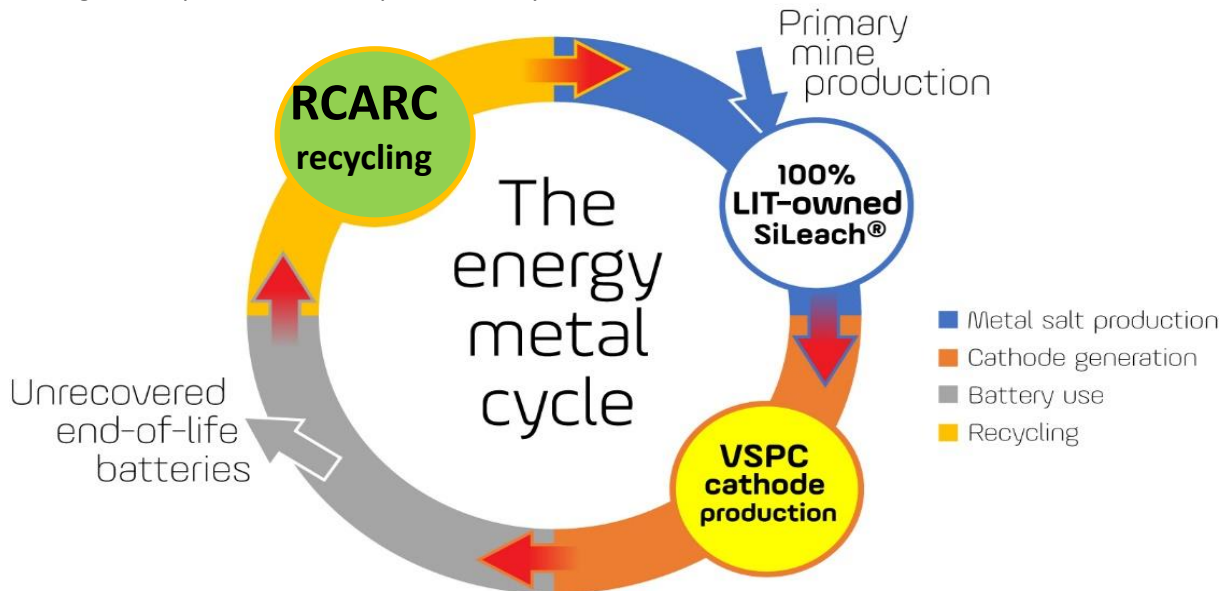 Primary
mine
production
RCARC
recycling
100%
LIT-owned
SiLeach®
The
energy
metal
cycle
Metal salt production
Cathode generation
Battery use
Recycling
Unrecovered
end-of-life
batteries
VSPC
cathode
production